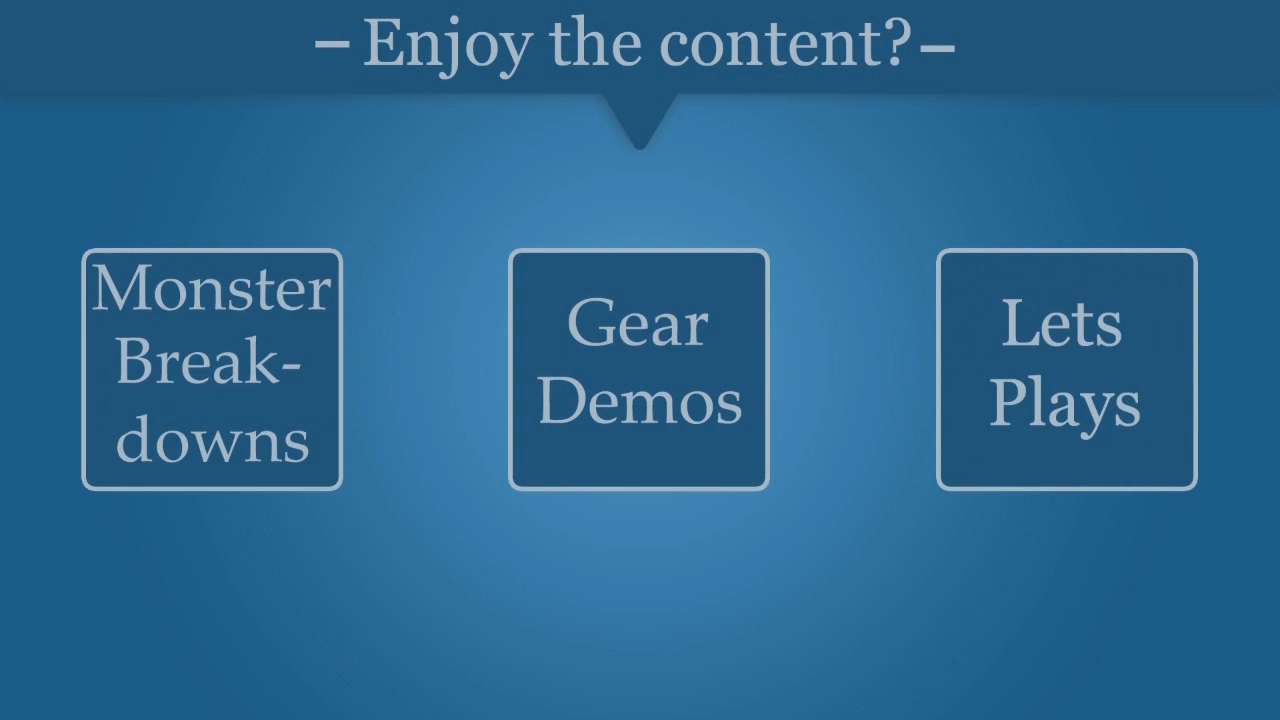 – Enjoy the content? –
Monster
Break-
downs
Gear
Demos
Lets
Plays